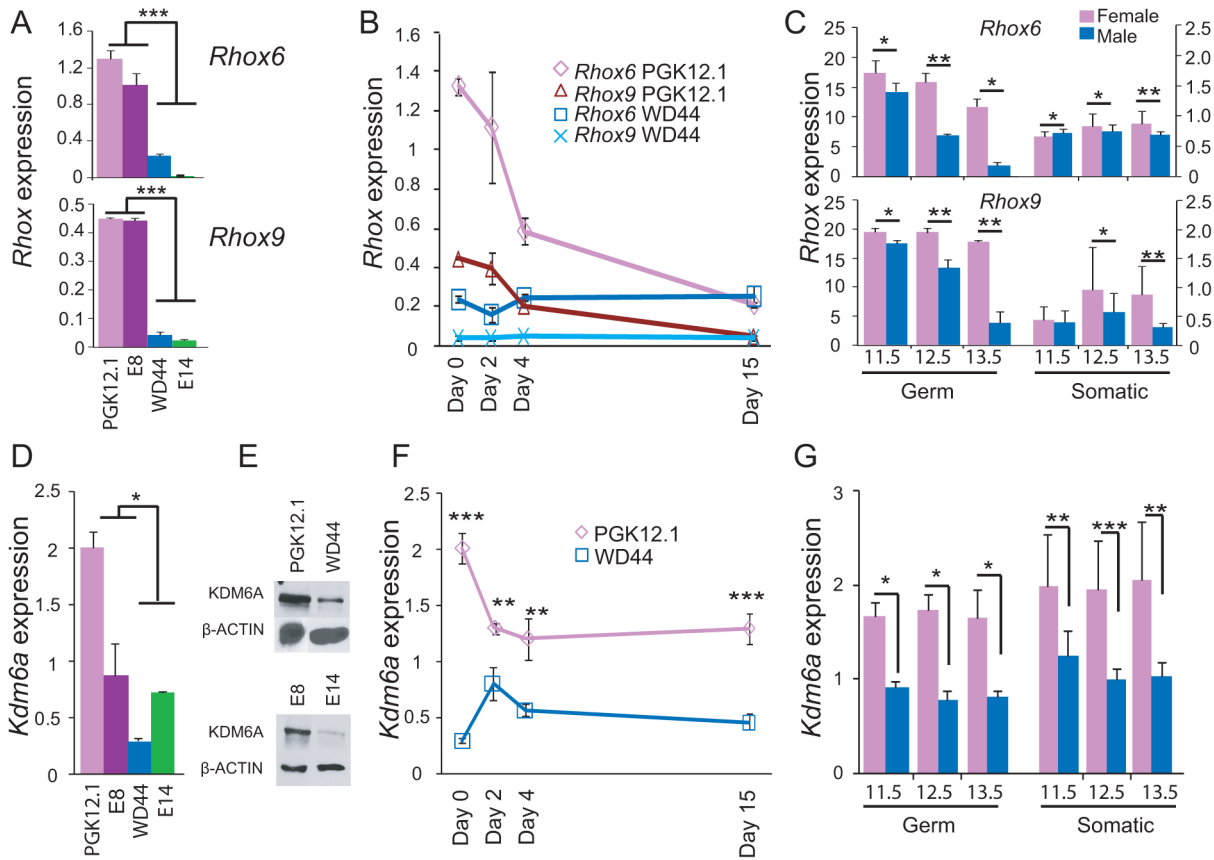 A
Rhox expression
1.6
1.2
0.8
0.4
0
***
Rhox6
0.5
0.4
0.3
0.2
0.1
0
***
Rhox9
PGK12.1
E8
WD44
E14
B
Rhox expression
1.6
1.4
1.2
1
0.8
0.6
0.4
0.2
0
Rhox6 PGK12.1
Rhox9 PGK12.1
Rhox6 WD44
Rhox9 WD44
Day 0
Day 2
Day 4
Day 15
C
Rhox expression
Rhox6
Female
Male
25
20
15
10
5
0
* ** * * * **
2.5
2.0
1.5
1.0
0.5
0
Rhox9
25
20
15
10
5
0
* ** ** * **
2.5
2.0
1.5
1.0
0.5
0
11.5 12.5 13.5 11.5 12.5 13.5
Germ Somatic
D
Kdm6a expression
2.5
2
1.5
1
0.5
0
*
PGK12.1
E8
WD44
E14
E
PGK12.1
WD44
KDM6A
β-ACTIN
E8
E14
KDM6A
β-ACTIN
F
Kdm6a expression
2.5
2
1.5
1
0.5
0
*** ** ** ***
PGK12.1
WD44
Day 0
Day 2
Day 4
Day 15
G
Kdm6a expression
3
2
1
0
* * * ** *** **
11.5 12.5 13.5 11.5 12.5 13.5
Germ Somatic